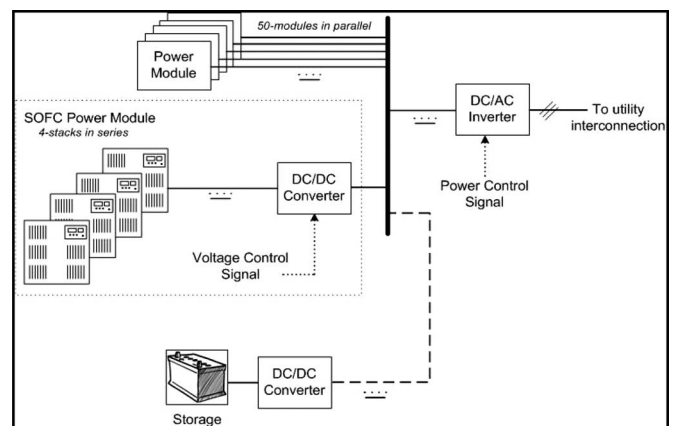 50-modules in parallel
Power
Module
SOFC Power Module
4-stacks in series
DC/DC
Converter
Voltage Control
Signal
DC/AC
Inverter
To utility
interconnection
Power Control
Signal
DC/DC
Converter
Storage